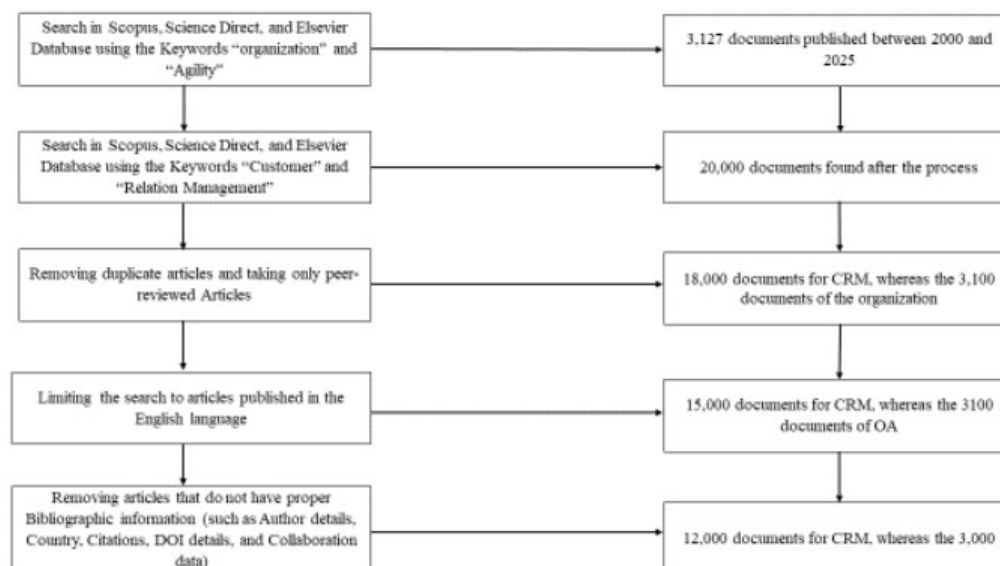 Search in Scopus, Science Direct, and Elsevier
Database using the Keywords “organization” and
“Agility”
3,127 documents published between 2000 and
2025
Search in Scopus, Science Direct, and Elsevier
Database using the Keywords “Customer” and
“Relation Management”
20,000 documents found after the process
Removing duplicate articles and taking only peer-
reviewed Articles
18,000 documents for CRM, whereas the 3,100
documents of the organization
Limiting the search to articles published in the
English language
15,000 documents for CRM, whereas the 3100
documents of OA
Removing articles that do not have proper
Bibliographic information (such as Author details,
Country, Citations, DOI details, and Collaboration
data)
12,000 documents for CRM, whereas the 3,000